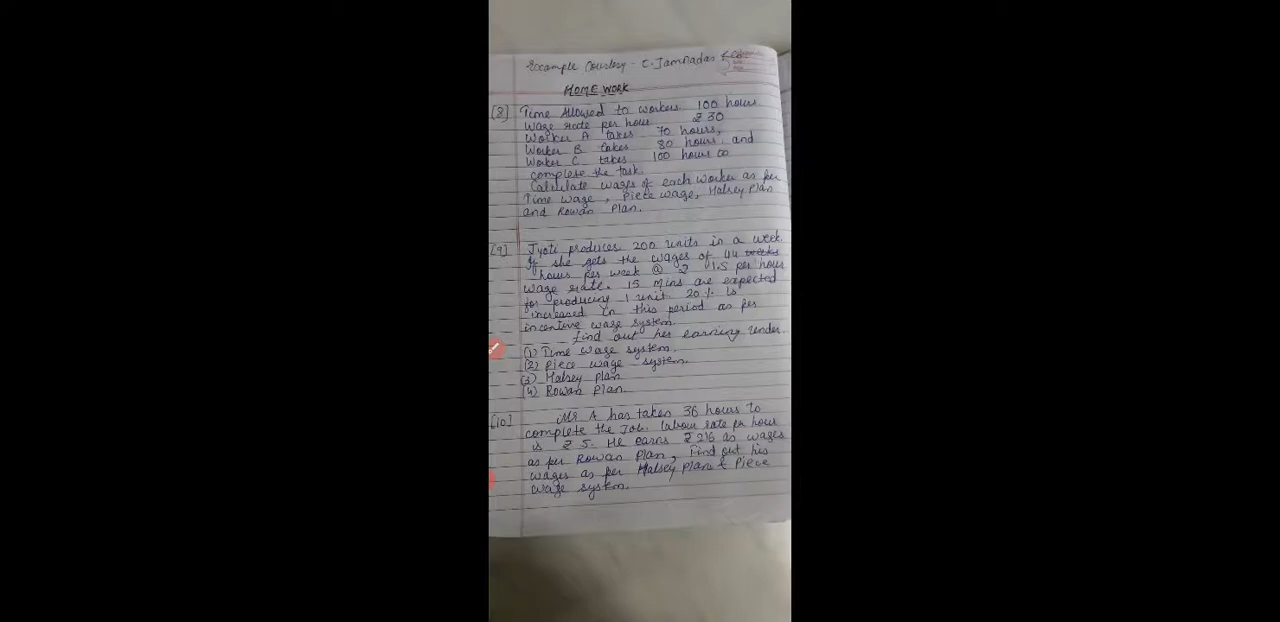 Example Courtesy - C. Jamnadas & Co.
HOME WORK
[8] Time Allowed to workers 100 hours
Wage rate per hour ₹ 30
Worker A takes 70 hours,
Worker B takes 80 hours, and
Worker C takes 100 hours to
complete the task.
Calculate wages of each worker as per
Time wage, Piece wage, Halsey Plan
and Rowan Plan.
[9] Jyoti produces 200 units in a week
If she gets the wages of 44 weeks
hours per week @ ₹ 1.5 per hour
wage rate. 15 mins are expected
for producing 1 unit 20% is
increased in this period as per
incentive wage system.
Find out her earning under.
(1) Time wage system.
(2) Piece wage system.
(3) Halsey Plan.
(4) Rowan Plan.
[10] Mr A has taken 36 hours to
complete the Job. labour rate per hour
is ₹ 5. He earns ₹ 216 as wages
as per Rowan Plan, Find out his
wages as per Halsey Plan & Piece
wage system.